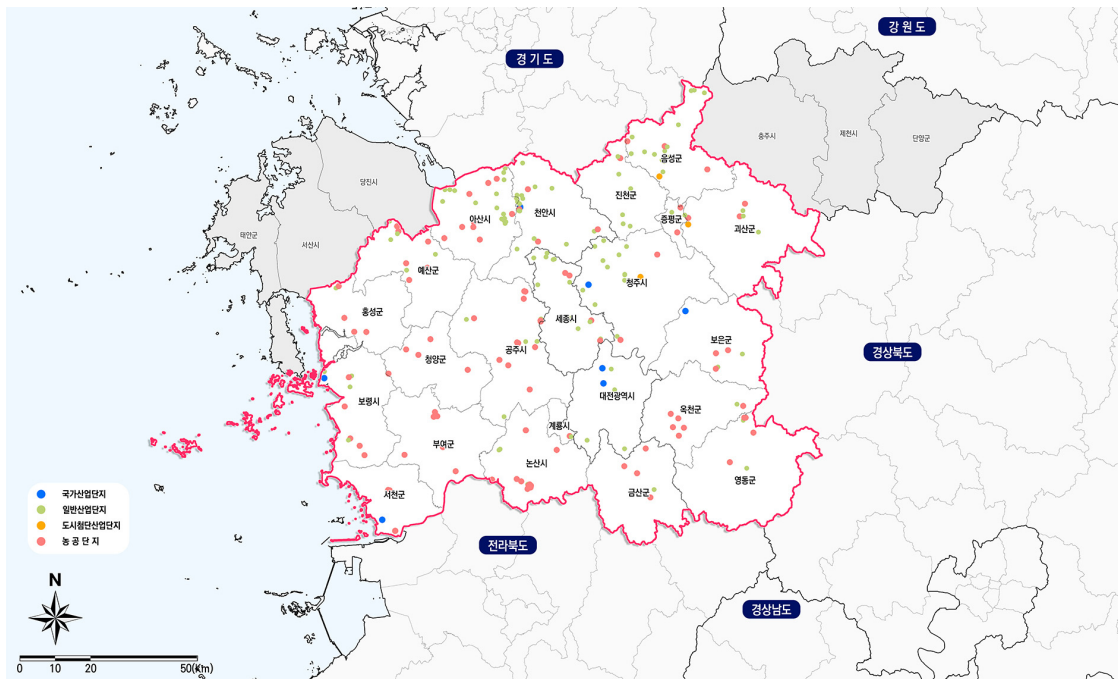 강 원 도
경 기 도
충주시
제천시
단양군
음성군
당진시
진천군
아산시
천안시
증평군
괴산군
태안군
서산시
예산군
청주시
홍성군
세종시
보은군
공주시
청양군
경상북도
대전광역시
보령시
옥천군
계룡시
부여군
논산시
영동군
서천군
금산군
국가산업단지
일반산업단지
도시첨단산업단지
농 공 단 지
전라북도
경상남도
N
0 10 20 50(Km)